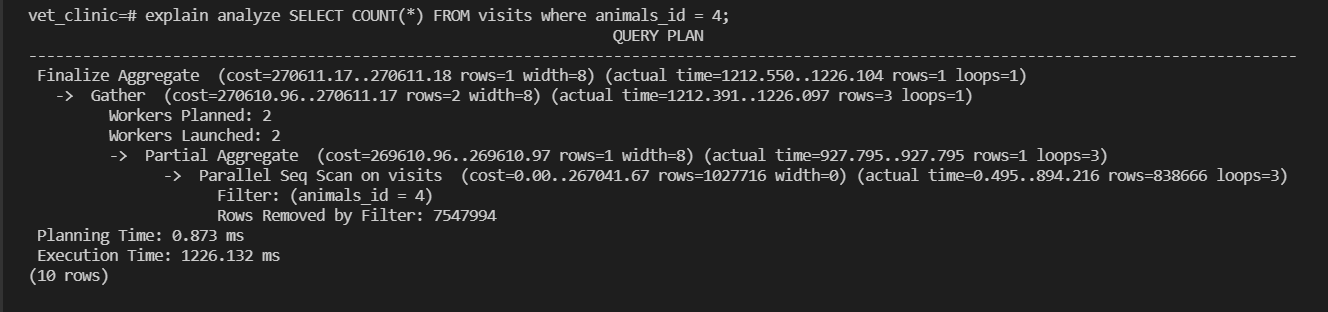 vet_clinic=# explain analyze SELECT COUNT(*) FROM visits where animals_id = 4;
QUERY PLAN
-----------------------------------------------------------------------------------------------------------------------------------------------
Finalize Aggregate  (cost=270611.17..270611.18 rows=1 width=8) (actual time=1212.550..1226.104 rows=1 loops=1)
  ->  Gather  (cost=270610.96..270611.17 rows=2 width=8) (actual time=1212.391..1226.097 rows=3 loops=1)
        Workers Planned: 2
        Workers Launched: 2
        ->  Partial Aggregate  (cost=269610.96..269610.97 rows=1 width=8) (actual time=927.795..927.795 rows=1 loops=3)
              ->  Parallel Seq Scan on visits  (cost=0.00..267041.67 rows=1027716 width=0) (actual time=0.495..894.216 rows=838666 loops=3)
                    Filter: (animals_id = 4)
                    Rows Removed by Filter: 7547994
Planning Time: 0.873 ms
Execution Time: 1226.132 ms
(10 rows)